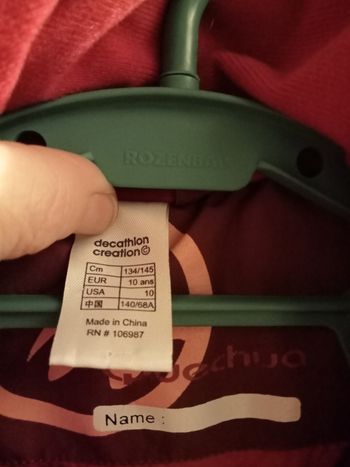 ROZENBAL
decathlon
creation©
Cm 134/145
EUR 10 ans
USA 10
中国 140/68A
Made in China
RN # 106987
Quechua
Name :